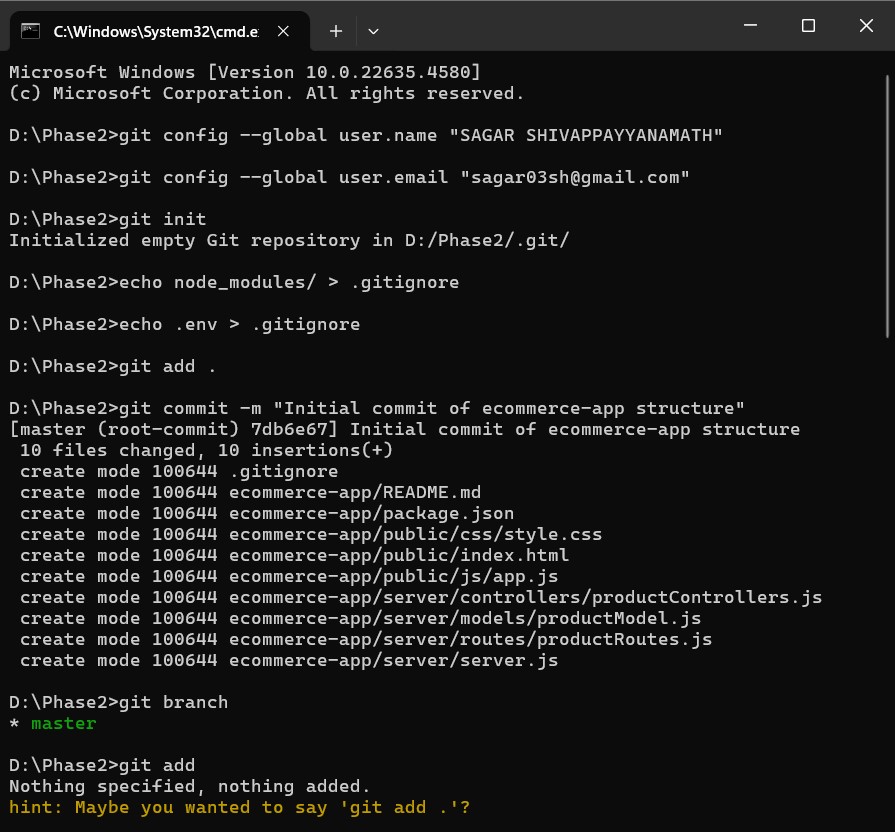 C:\Windows\System32\cmd.e
Microsoft Windows [Version 10.0.22635.4580]
(c) Microsoft Corporation. All rights reserved.
D:\Phase2>git config --global user.name "SAGAR SHIVAPPAYYANAMATH"
D:\Phase2>git config --global user.email "sagar03sh@gmail.com"
D:\Phase2>git init
Initialized empty Git repository in D:/Phase2/.git/
D:\Phase2>echo node_modules/ > .gitignore
D:\Phase2>echo .env > .gitignore
D:\Phase2>git add .
D:\Phase2>git commit -m "Initial commit of ecommerce-app structure"
[master (root-commit) 7db6e67] Initial commit of ecommerce-app structure
 10 files changed, 10 insertions(+)
 create mode 100644 .gitignore
 create mode 100644 ecommerce-app/README.md
 create mode 100644 ecommerce-app/package.json
 create mode 100644 ecommerce-app/public/css/style.css
 create mode 100644 ecommerce-app/public/index.html
 create mode 100644 ecommerce-app/public/js/app.js
 create mode 100644 ecommerce-app/server/controllers/productControllers.js
 create mode 100644 ecommerce-app/server/models/productModel.js
 create mode 100644 ecommerce-app/server/routes/productRoutes.js
 create mode 100644 ecommerce-app/server/server.js
D:\Phase2>git branch
* master
D:\Phase2>git add
Nothing specified, nothing added.
hint: Maybe you wanted to say 'git add .'?